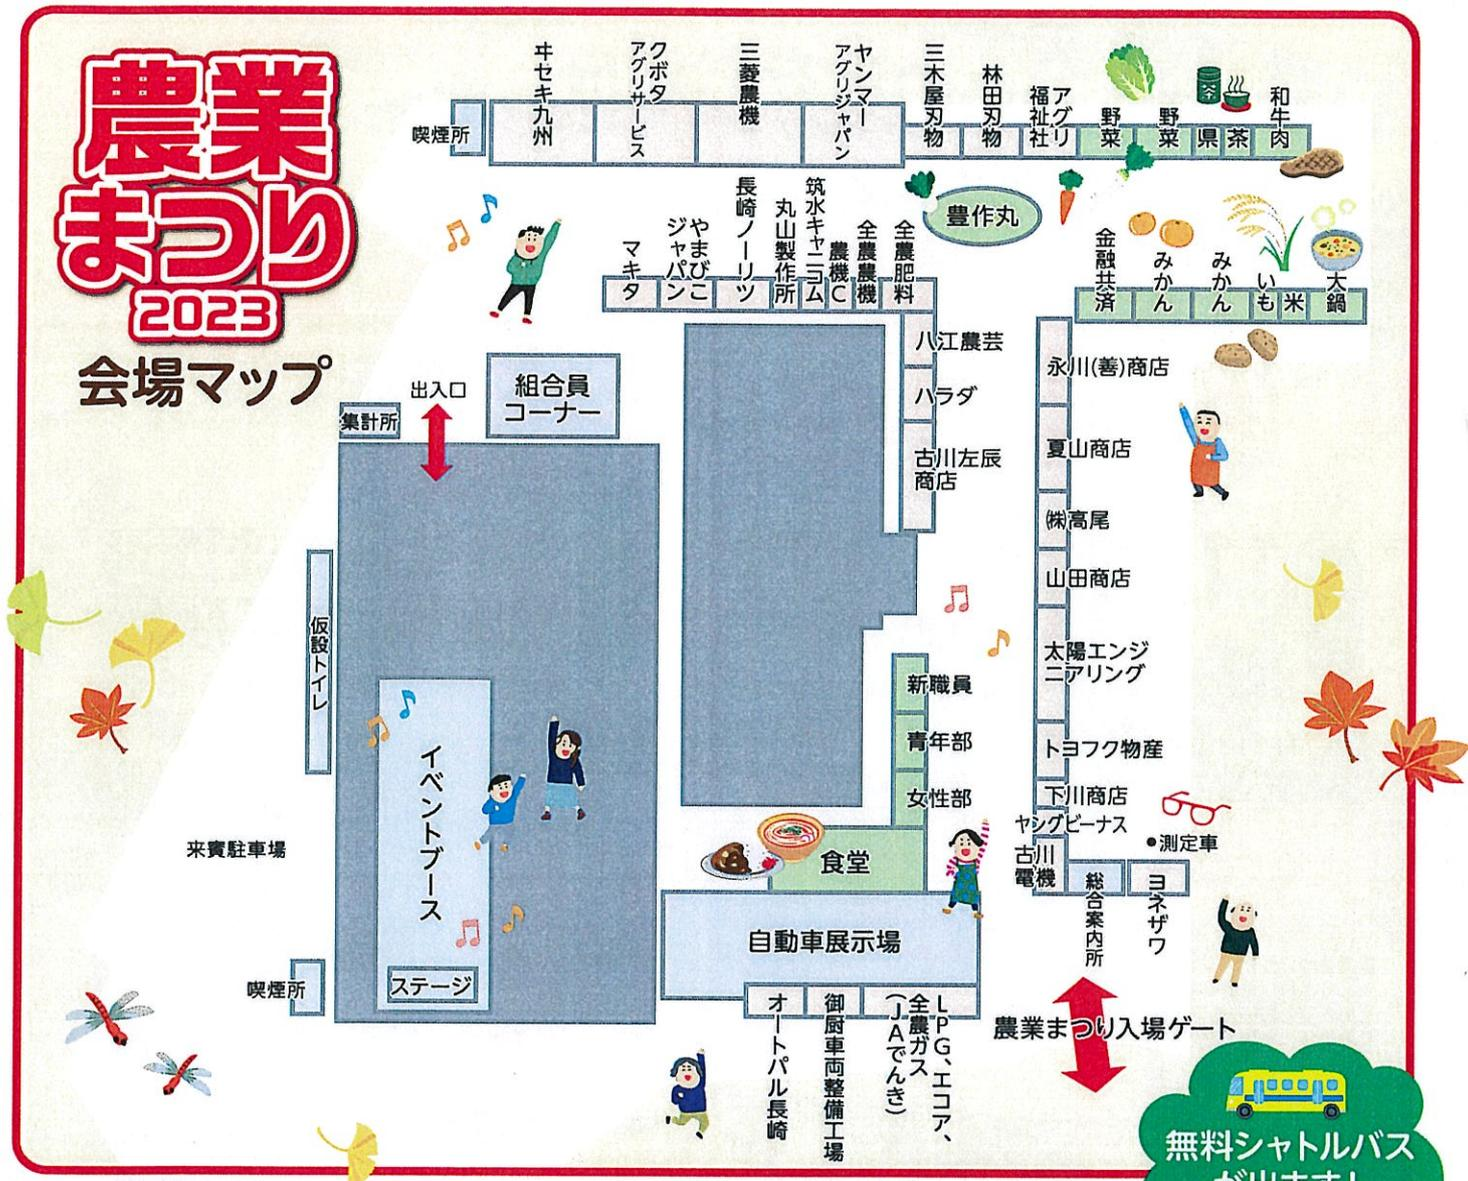 農業
まつり
2023
会場マップ
喫煙所
ヰセキ九州
クボタ
アグリサービス
三菱農機
ヤンマー
アグリジャパン
三木屋刃物
林田刃物
アグリ
福祉社
野菜
野菜
県
茶
茶
和牛肉
豊作丸
マキタ
やまびこ
ジャパン
長崎ノーリツ
丸山製作所
筑水キャニコム
農機C
全農農機
全農肥料
金融共済
みかん
みかん
いも
米
大鍋
八江農芸
ハラダ
古川左辰
商店
永川(善)商店
夏山商店
㈱高尾
山田商店
太陽エンジ
ニアリング
トヨフク物産
下川商店
ヤングビーナス
古川
電機
総合案内所
ヨネザワ
●測定車
農業まつり入場ゲート
出入口
集計所
組合員
コーナー
仮設トイレ
イベントブース
ステージ
来賓駐車場
喫煙所
新職員
青年部
女性部
食堂
自動車展示場
オートパル長崎
御厨車両整備工場
LPG、エコア、
全農ガス
(JAでんき)
無料シャトルバス
が出ます!